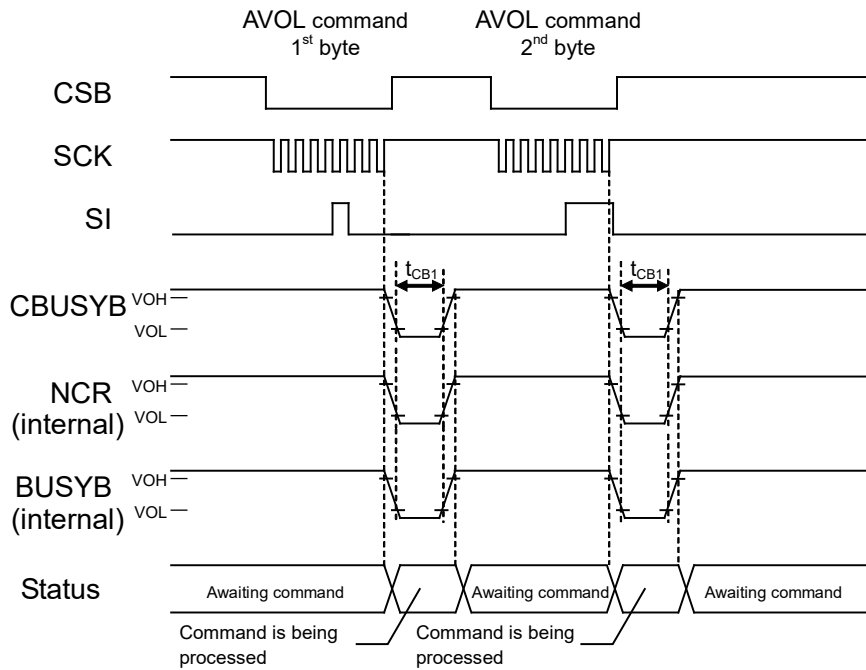 AVOL command
1st byte
AVOL command
2nd byte
CSB
SCK
SI
tCB1
tCB1
CBUSYB
VOH
VOL
NCR
(internal)
VOH
VOL
BUSYB
(internal)
VOH
VOL
Status
Awaiting command
Awaiting command
Awaiting command
Command is being
processed
Command is being
processed